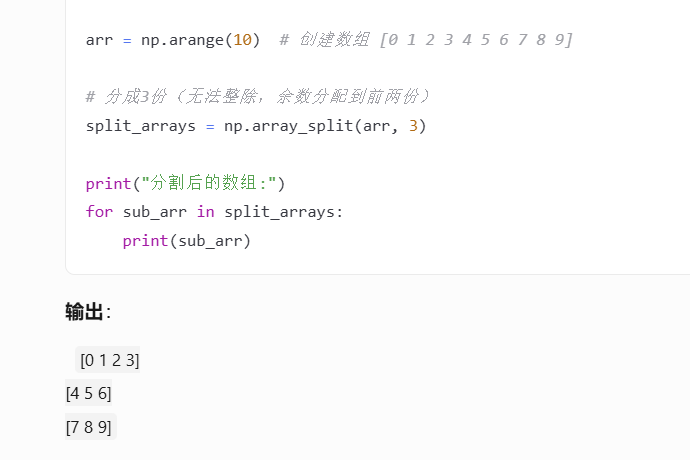 arr = np.arange(10)  # 创建数组 [0 1 2 3 4 5 6 7 8 9]
# 分成3份（无法整除，余数分配到前两份）
split_arrays = np.array_split(arr, 3)
print("分割后的数组:")
for sub_arr in split_arrays:
    print(sub_arr)
输出：
[0 1 2 3]
[4 5 6]
[7 8 9]